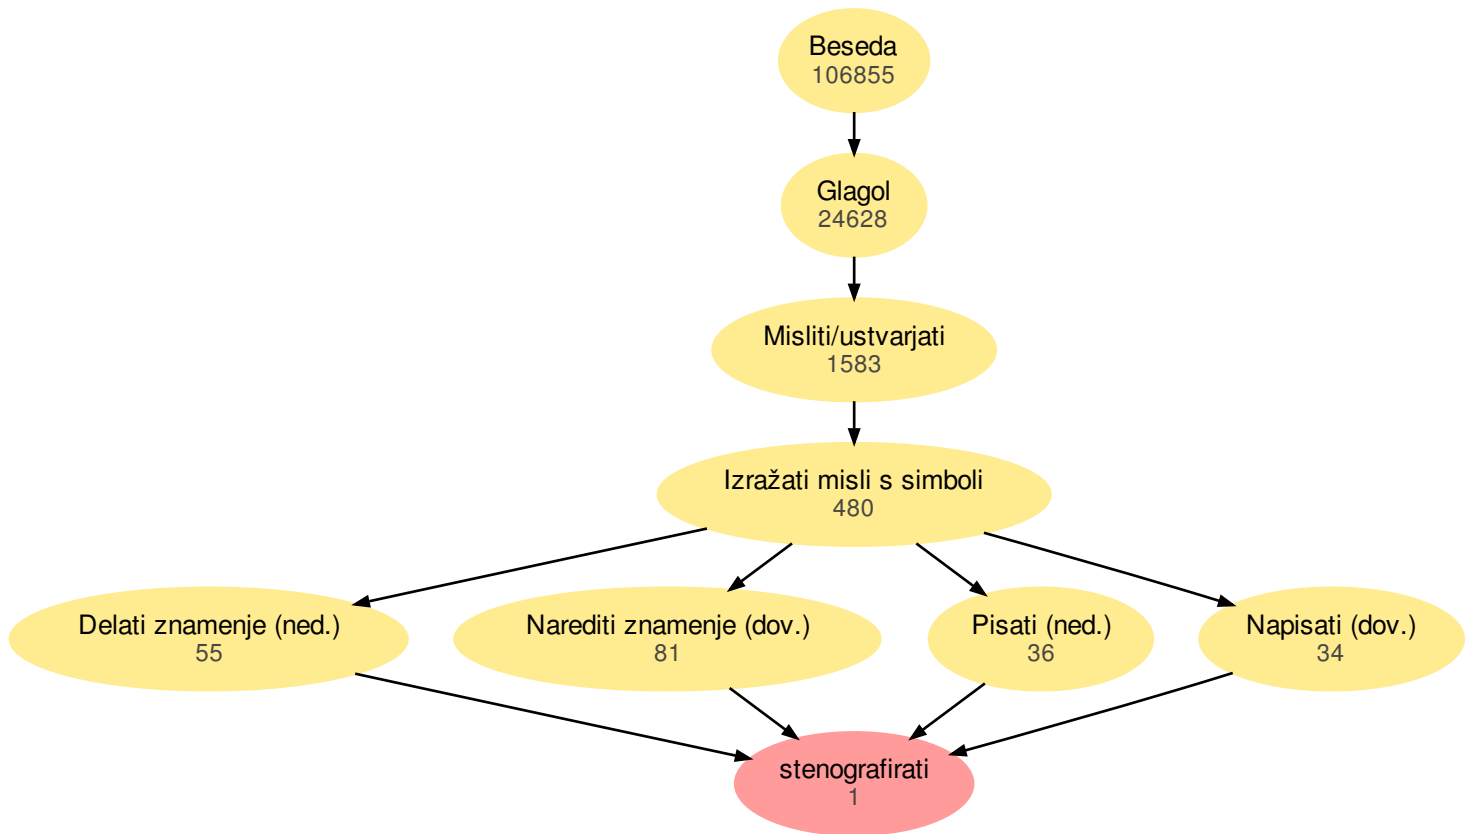 Beseda
106855
Glagol
24628
Misliti/ustvarjati
1583
Izražati misli s simboli
480
Delati znamenje (ned.)
55
Narediti znamenje (dov.)
81
Pisati (ned.)
36
Napisati (dov.)
34
stenografirati
1